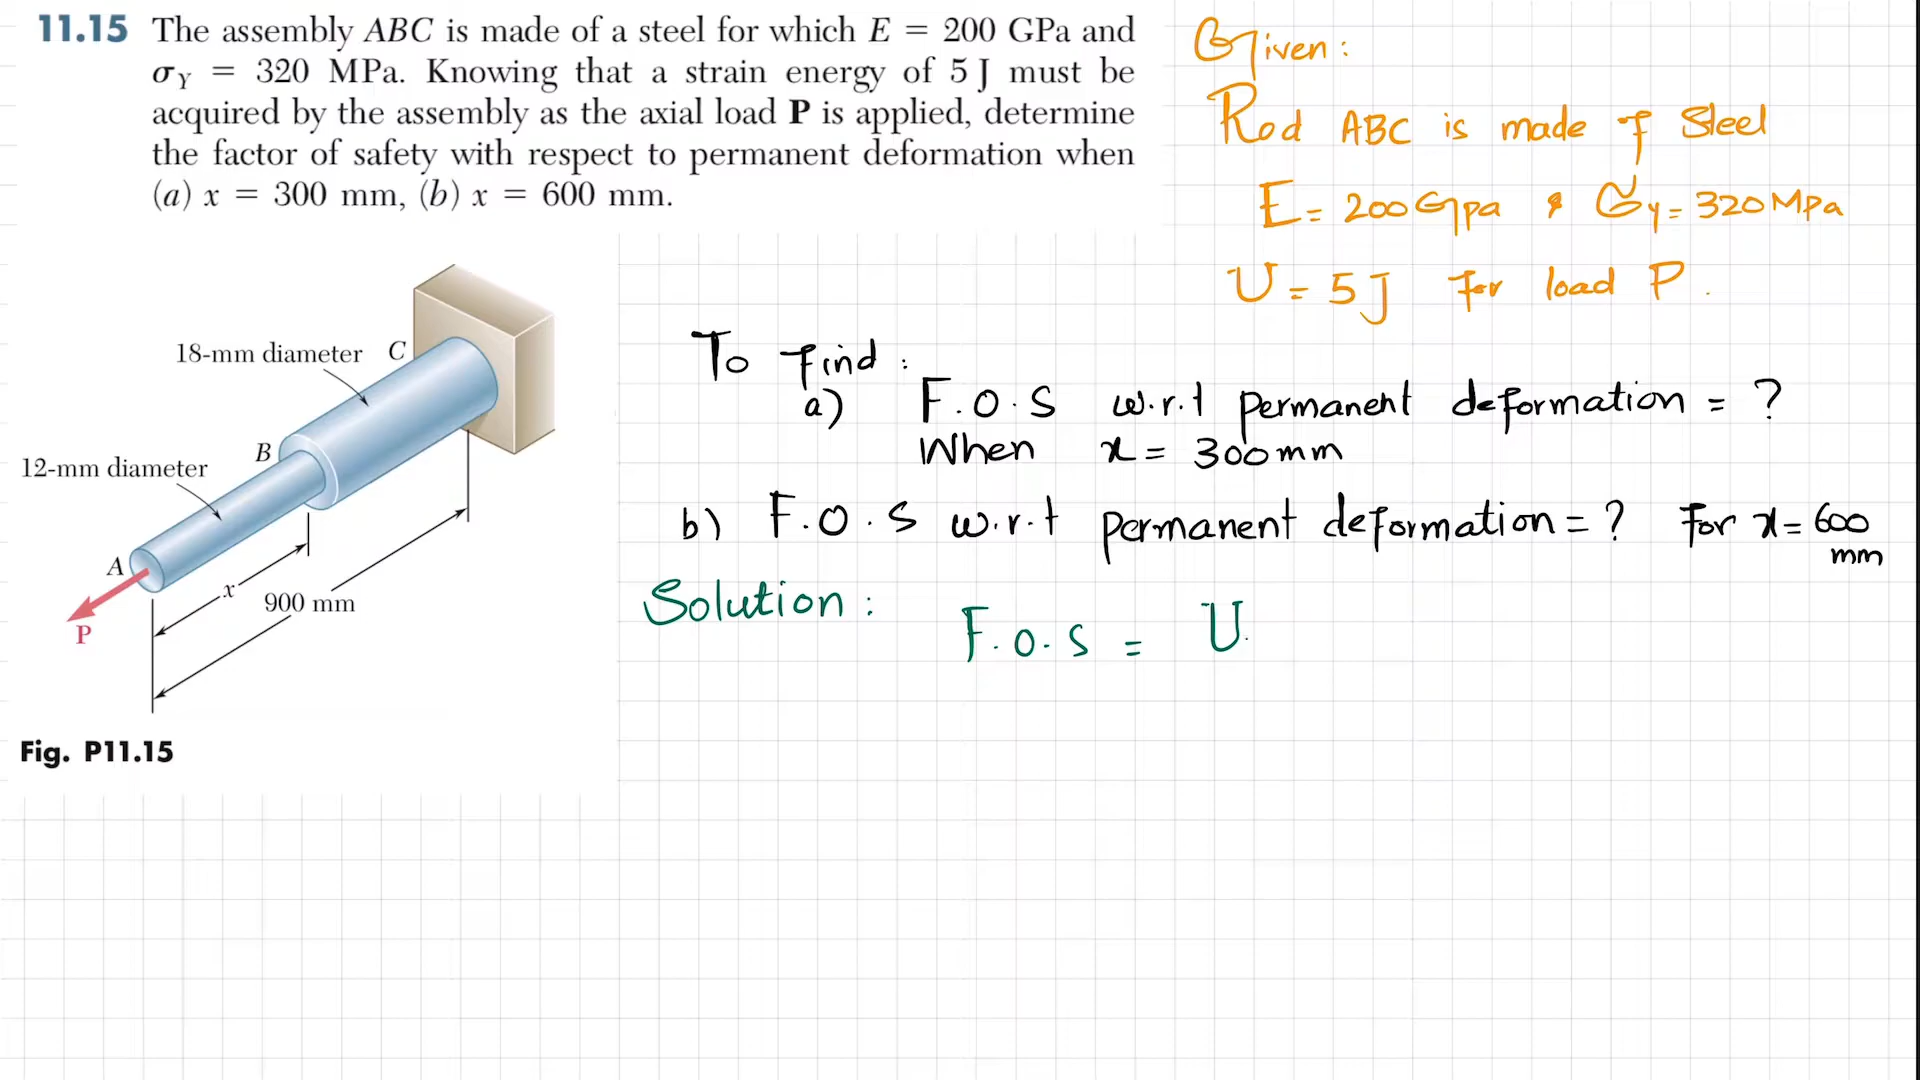 11.15 The assembly ABC is made of a steel for which E = 200 GPa and
σY = 320 MPa. Knowing that a strain energy of 5 J must be
acquired by the assembly as the axial load P is applied, determine
the factor of safety with respect to permanent deformation when
(a) x = 300 mm, (b) x = 600 mm.
Given:
Rod ABC is made of Steel
E = 200 Gpa & σY = 320 MPa
U = 5 J for load P.
18-mm diameter
C
B
12-mm diameter
A
x
900 mm
P
Fig. P11.15
To find:
a) F.O.S w.r.t permanent deformation = ?
When x = 300 mm
b) F.O.S w.r.t permanent deformation = ? for x = 600
mm
Solution:
F.O.S = U